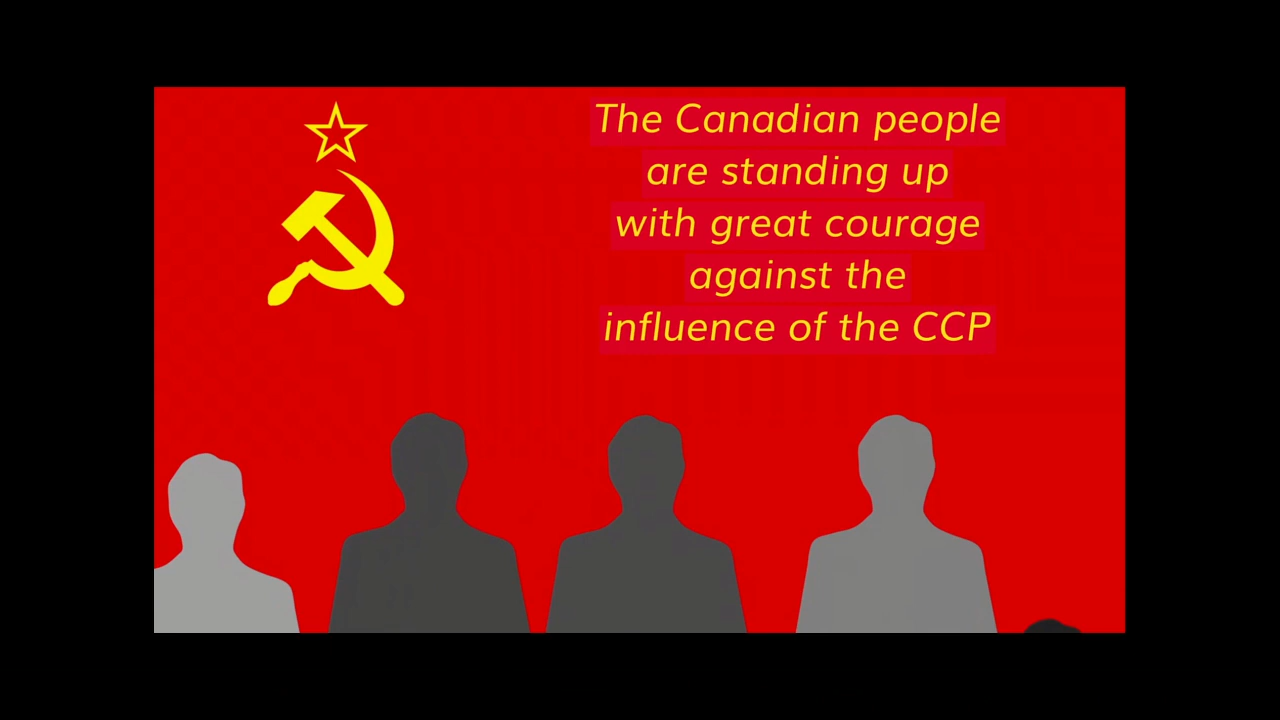 The Canadian people
are standing up
with great courage
against the
influence of the CCP